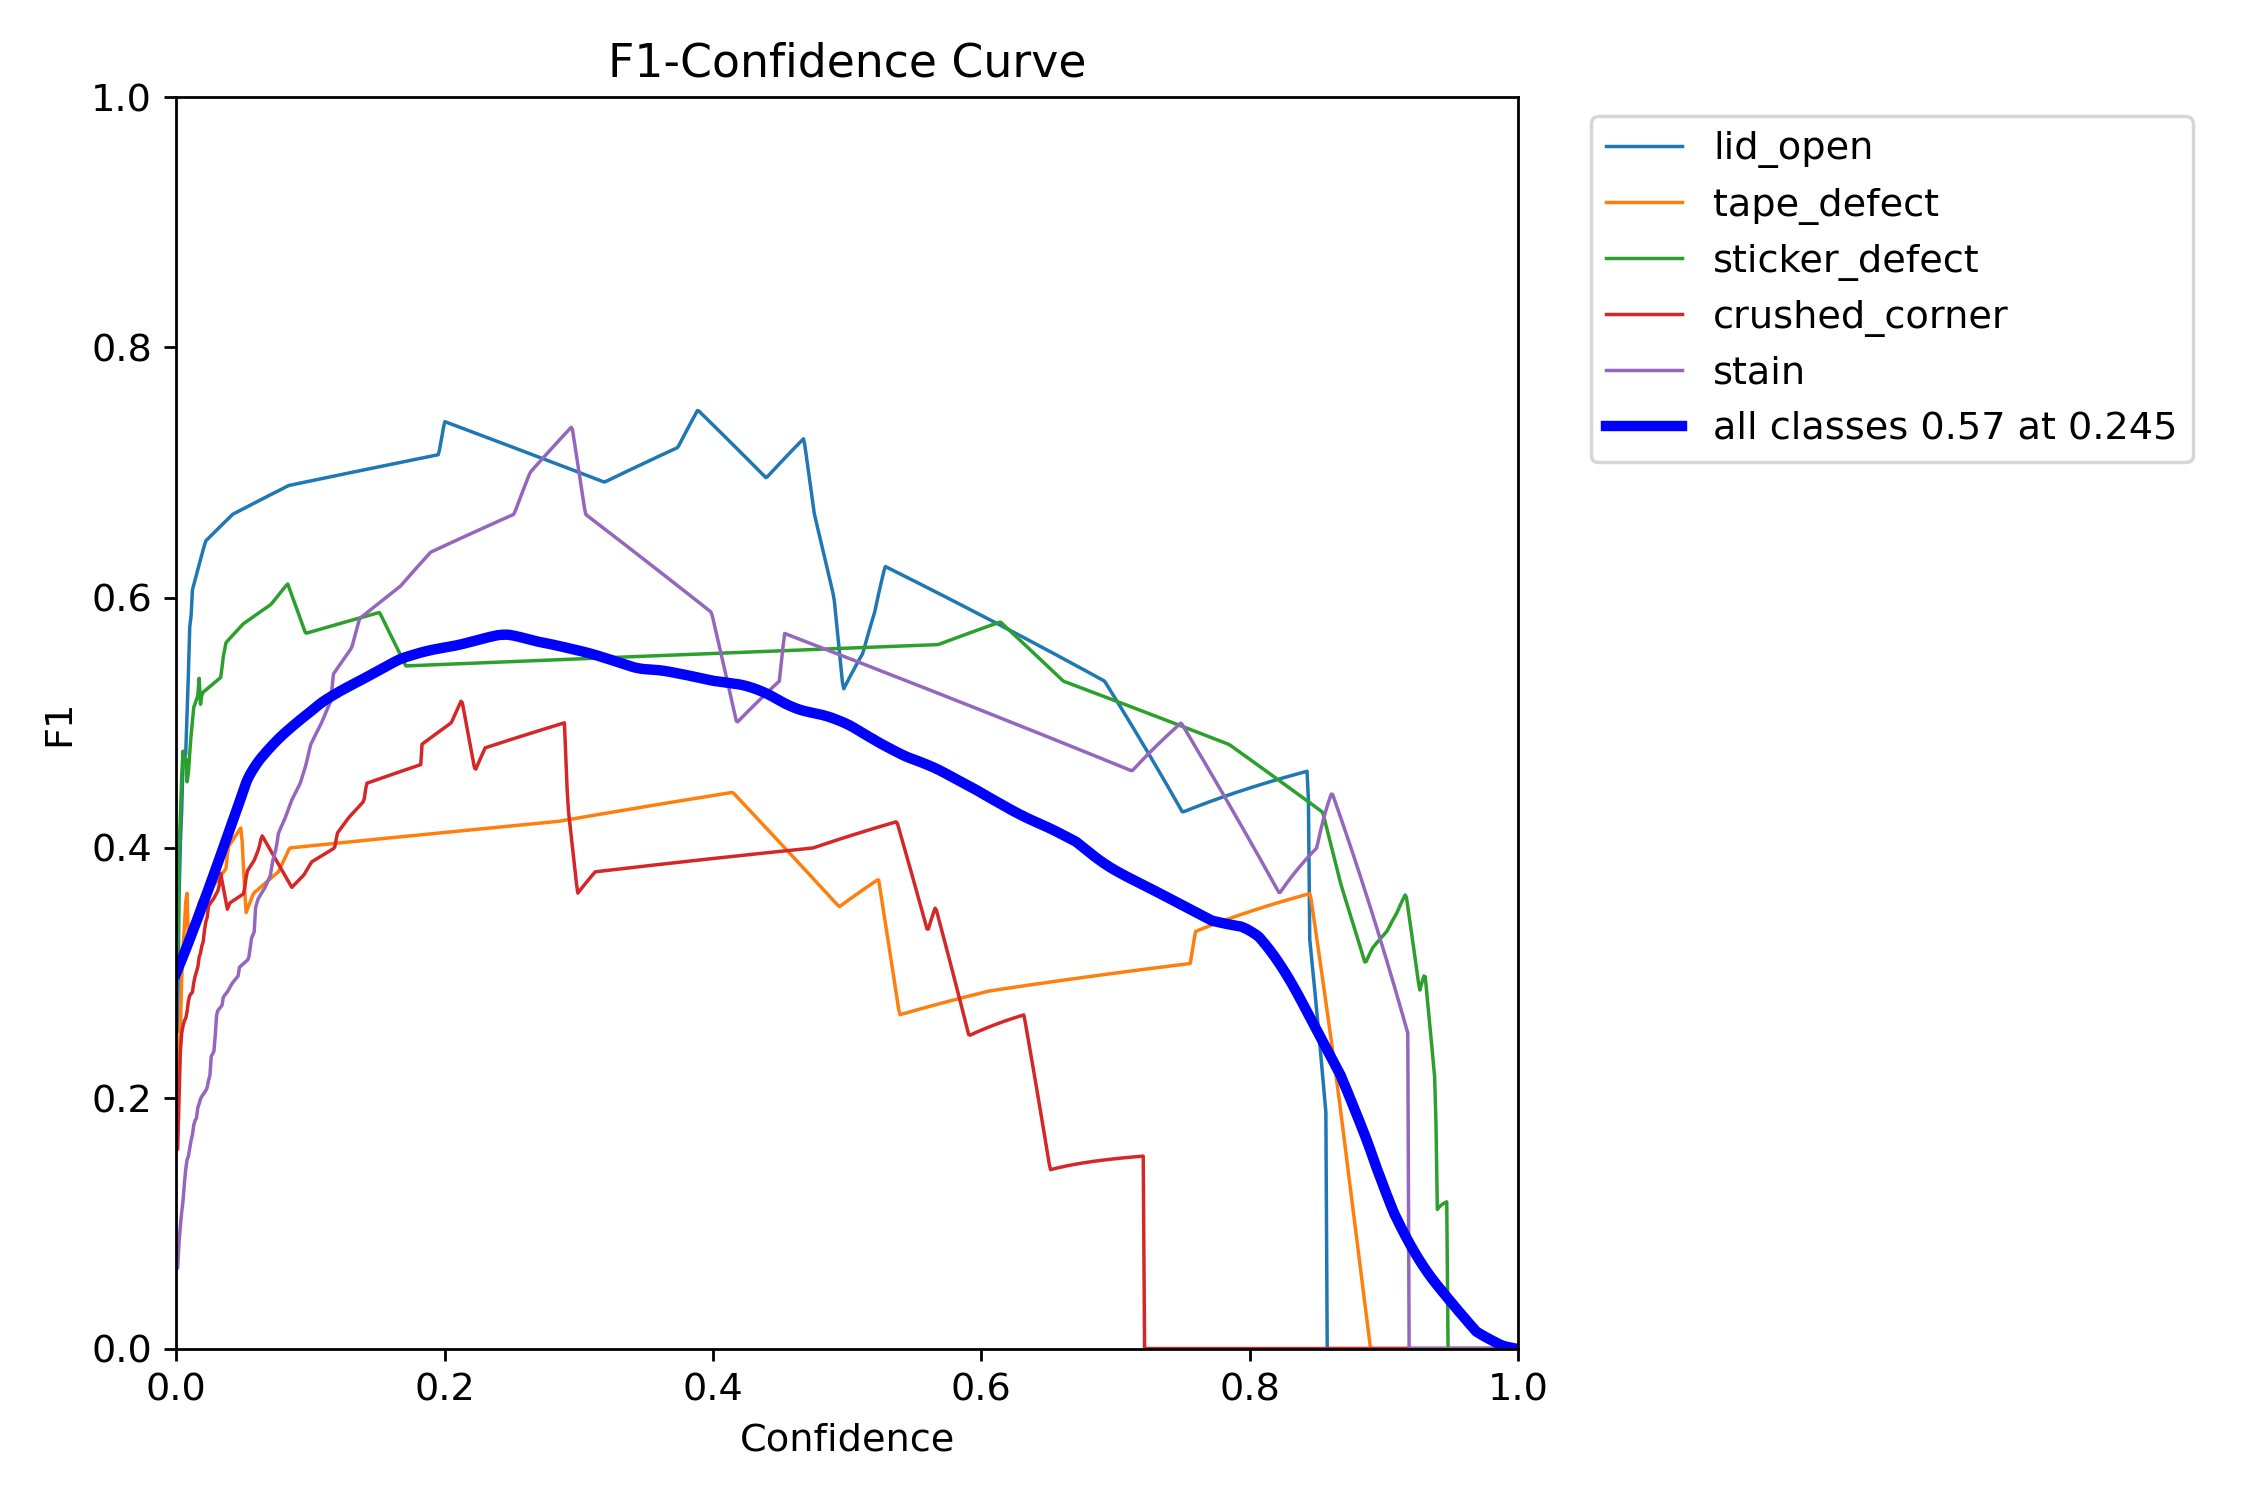 F1-Confidence Curve
1.0
0.8
0.6
0.4
0.2
0.0
F1
0.0 0.2 0.4 0.6 0.8 1.0
Confidence
lid_open
tape_defect
sticker_defect
crushed_corner
stain
all classes 0.57 at 0.245